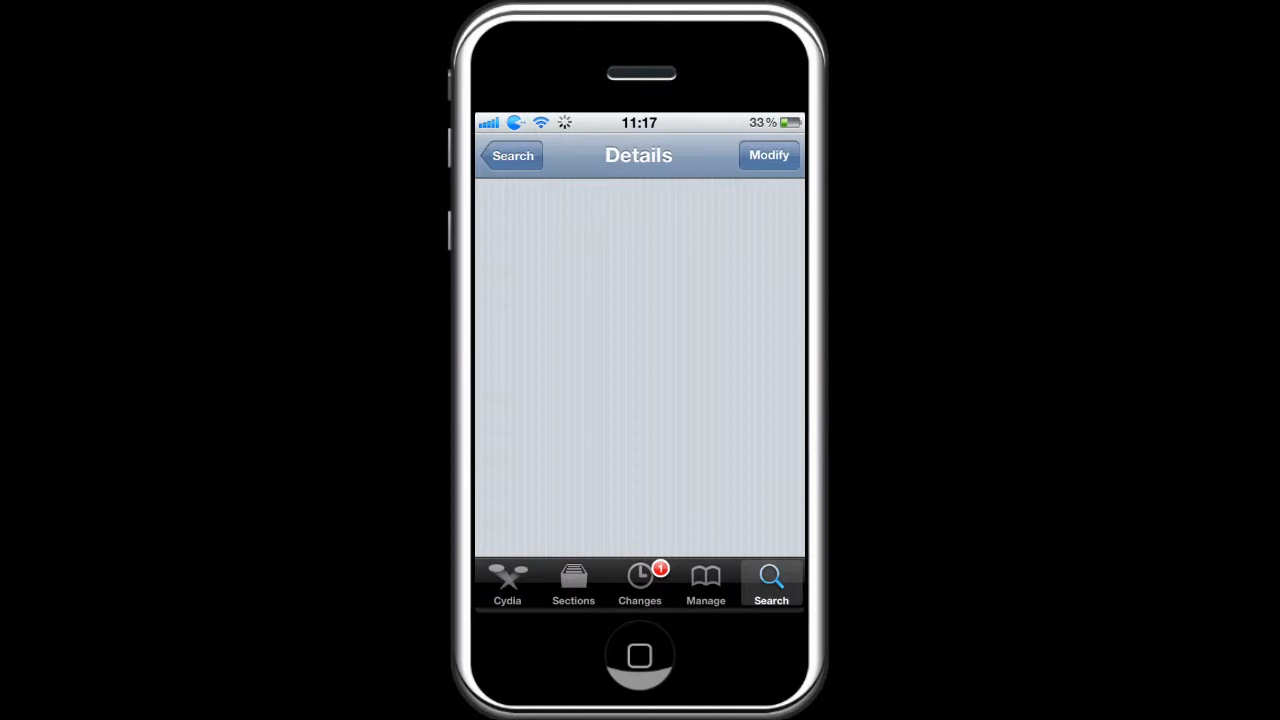 11:17
33 %
Search
Details
Modify
1
Cydia
Sections
Changes
Manage
Search